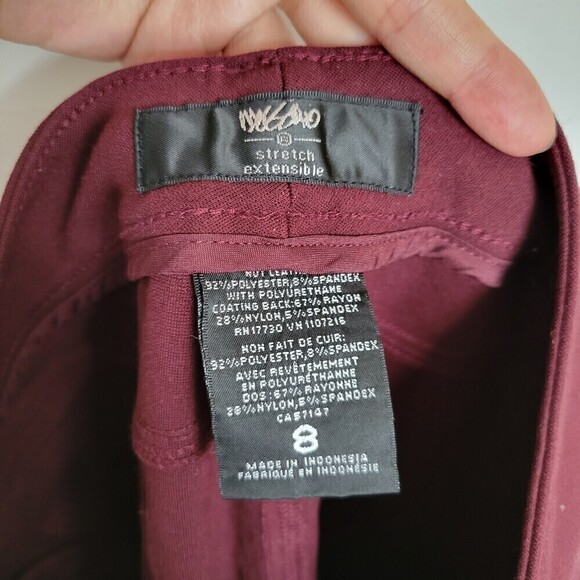 mossimo
®
stretch
extensible
NOT LEATHER
92%POLYESTER,8%SPANDEX
WITH POLYURETHANE
COATING BACK:67%RAYON
28%NYLON,5%SPANDEX
RN17730 VN1107216
NON FAIT DE CUIR:
92%POLYESTER,8%SPANDEX
AVEC REVÊTEMENT
EN POLYURÉTHANE
DOS:67%RAYONNE
28%NYLON,5%SPANDEX
CA57147
8
MADE IN INDONESIA
FABRIQUÉ EN INDONÉSIE